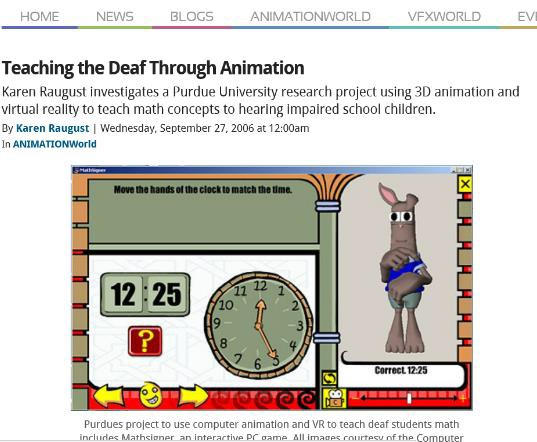 HOME NEWS BLOGS ANIMATIONWORLD VFXWORLD
Teaching the Deaf Through Animation
Karen Raugust investigates a Purdue University research project using 3D animation and
virtual reality to teach math concepts to hearing impaired school children.
By Karen Raugust | Wednesday, September 27, 2006 at 12:00am
In ANIMATIONWorld
MathSigner
Move the hands of the clock to match the time.
12:25
?
12
11 1
10 2
9 3
8 4
7 5
6
Correct. 12:25
Purdues project to use computer animation and VR to teach deaf students math
includes Mathsigner, an interactive PC game. All images courtesy of the Computer